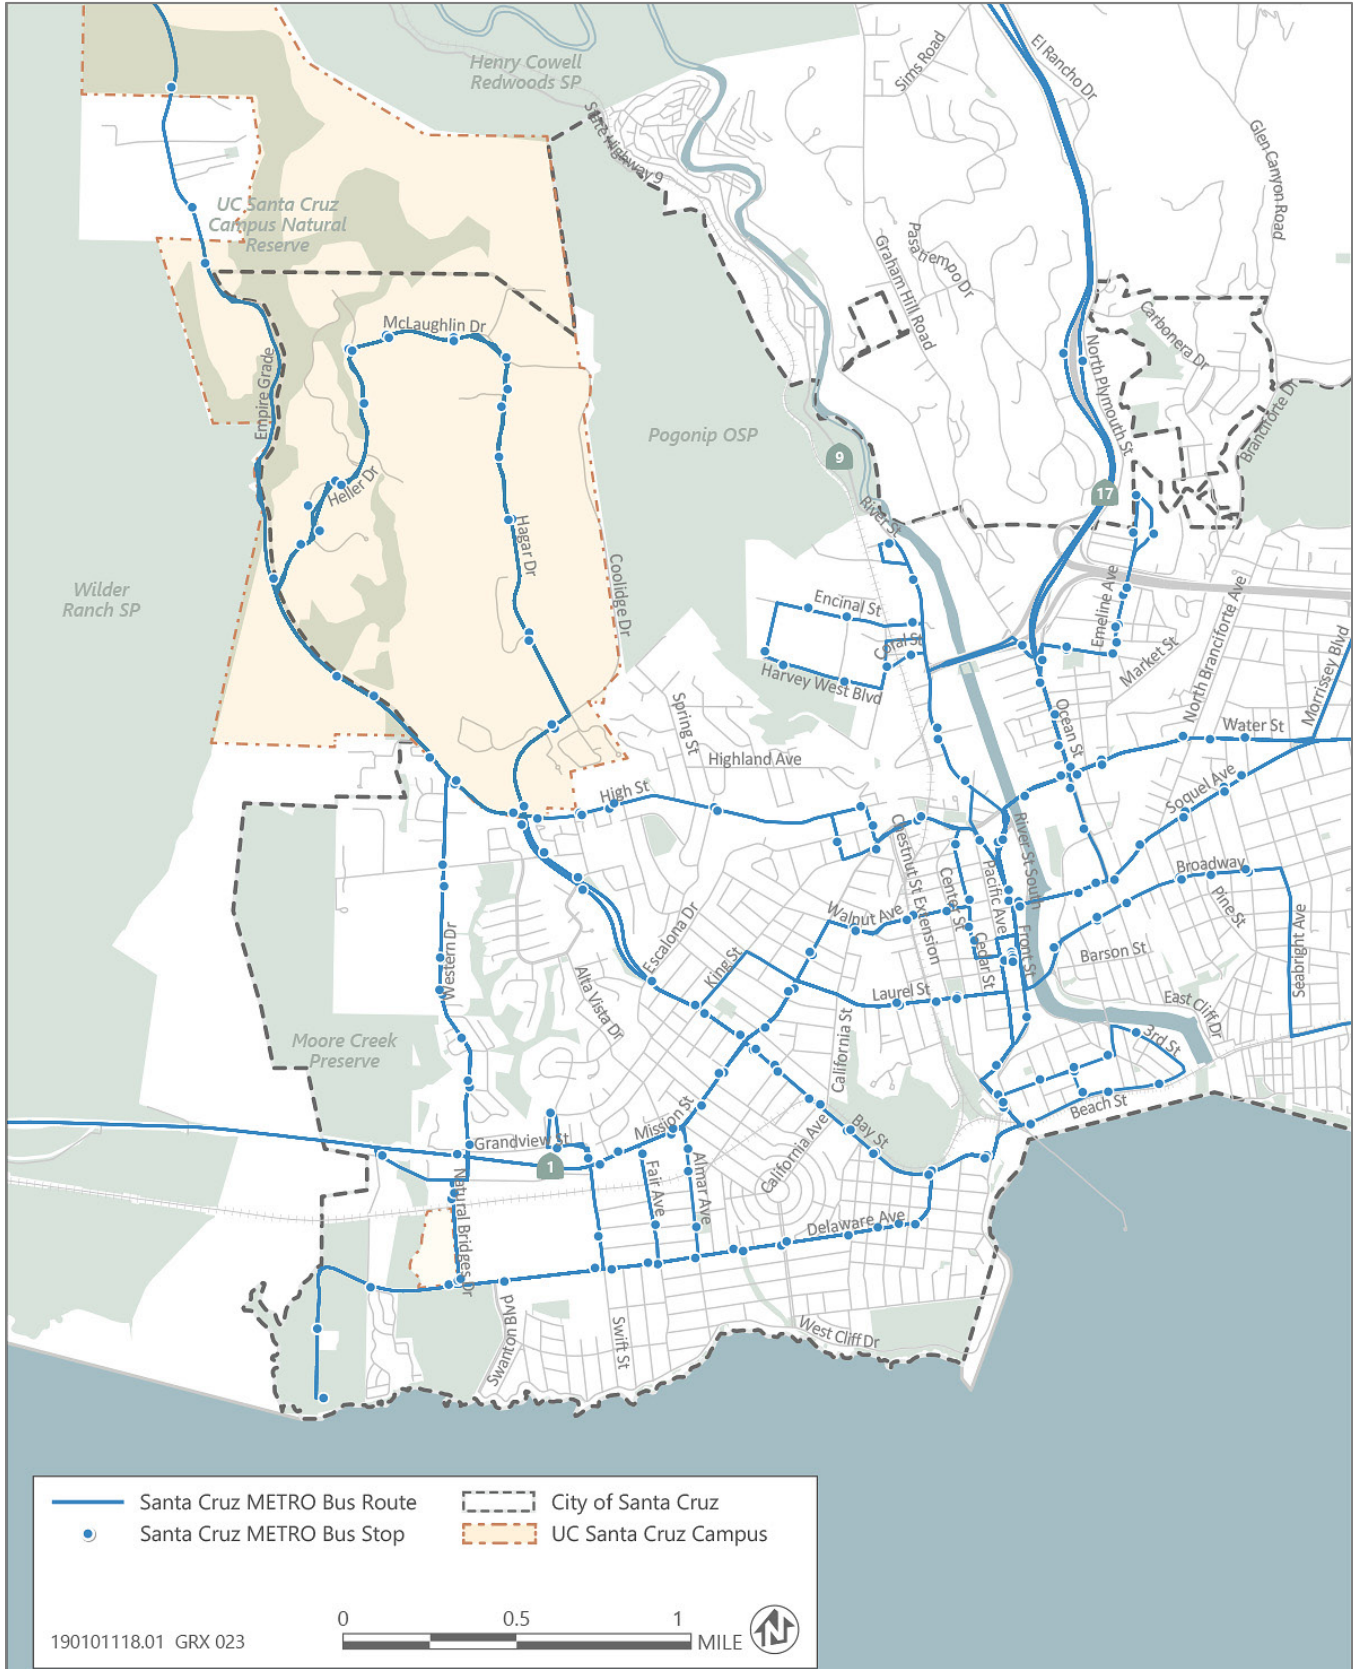 Henry Cowell
Redwoods SP
Sims Road
El Rancho Dr
State Highway 9
Glen Canyon Road
UC Santa Cruz
Campus Natural
Reserve
Pasatiempo Dr
Graham Hill Road
McLaughlin Dr
Carbonera Dr
North Plymouth St
Empire Grade
Branciforte Dr
Pogonip OSP
9
17
Heller Dr
River St
Hagar Dr
Coolidge Dr
Wilder
Ranch SP
Encinal St
Emeline Ave
Coral St
Market St
North Branciforte Ave
Morrissey Blvd
Harvey West Blvd
Spring St
Ocean St
Water St
Highland Ave
High St
Soquel Ave
River St South
Chestnut St Extension
Center St
Pacific Ave
Broadway
Pine St
Walnut Ave
Seabright Ave
Western Dr
Escalona Dr
King St
Cedar St
Front St
Barson St
Alta Vista Dr
Laurel St
East Cliff Dr
Moore Creek
Preserve
California St
3rd St
Mission St
Beach St
Grandview St
Bay St
1
California Ave
Natural Bridges Dr
Fair Ave
Almar Ave
Delaware Ave
Swanton Blvd
Swift St
West Cliff Dr
Santa Cruz METRO Bus Route
City of Santa Cruz
Santa Cruz METRO Bus Stop
UC Santa Cruz Campus
0 0.5 1
MILE
190101118.01 GRX 023
N